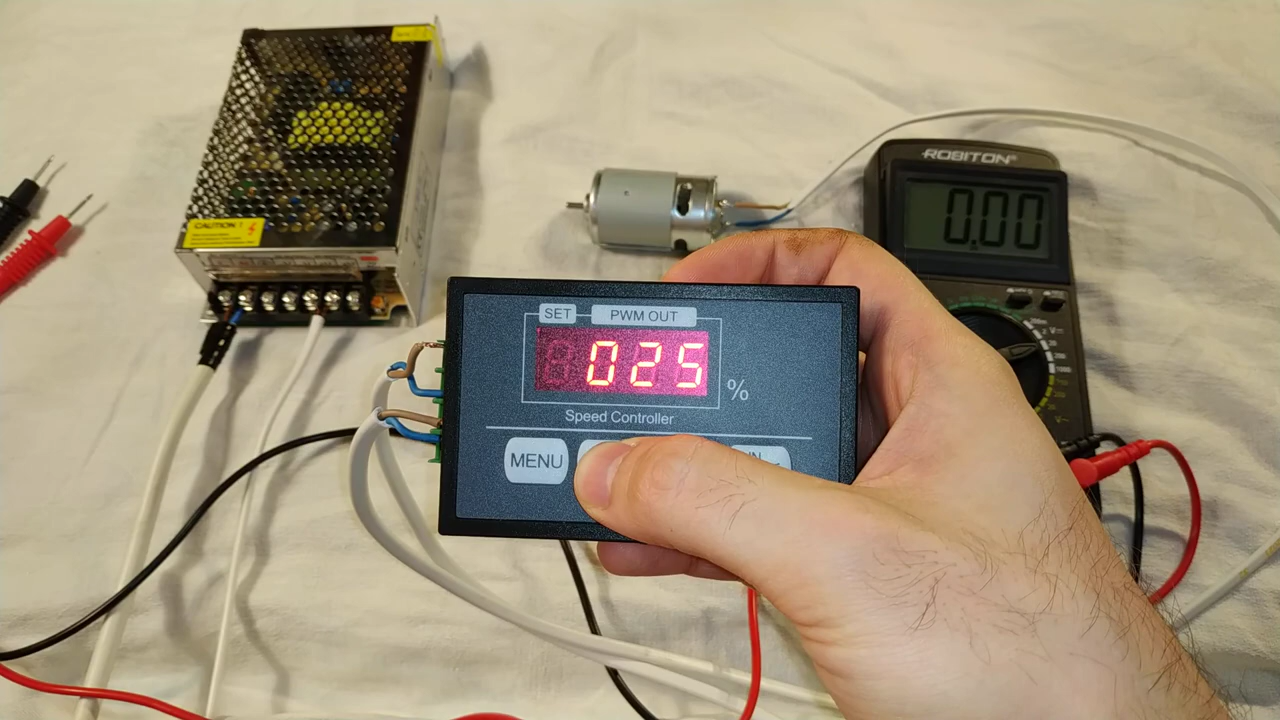 CAUTION !
ROBITON®
0.00
SET
PWM OUT
025
%
Speed Controller
MENU